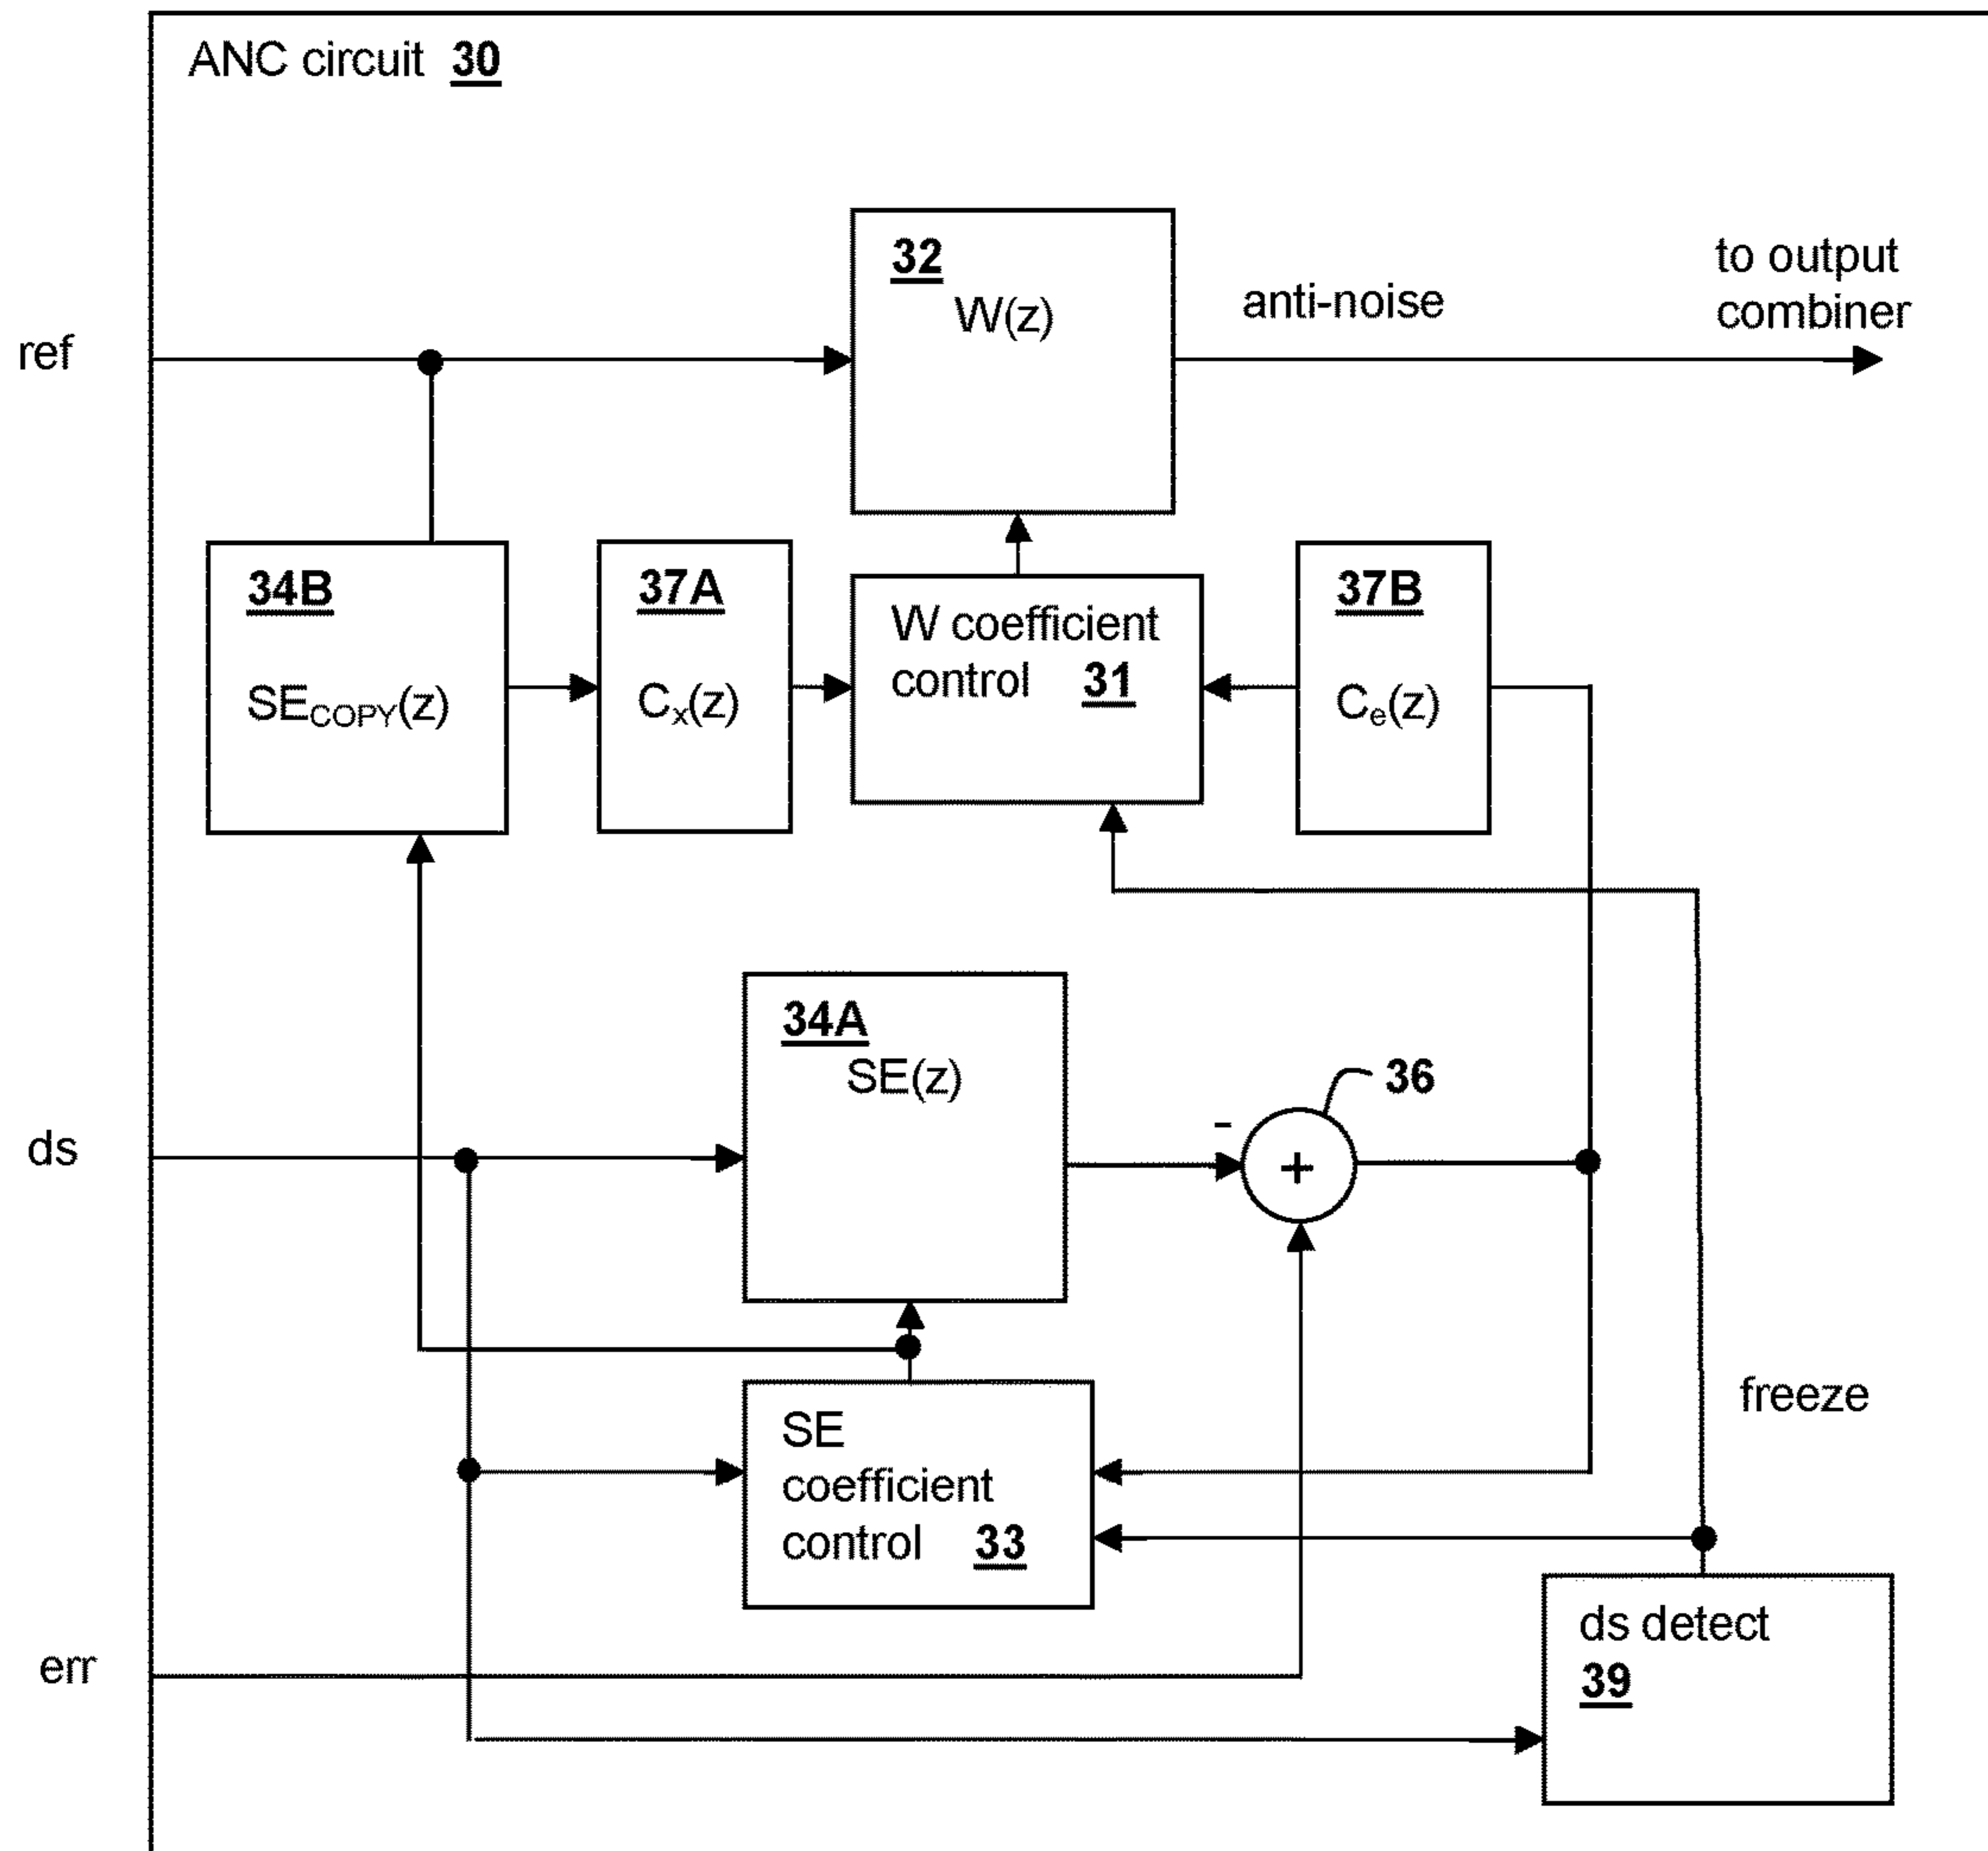 ANC circuit 30
32
W(z)
anti-noise
to output
combiner
ref
34B
SECOPY(z)
37A
Cx(z)
W coefficient
control 31
37B
Ce(z)
34A
SE(z)
36
-
+
ds
freeze
SE
coefficient
control 33
ds detect
39
err